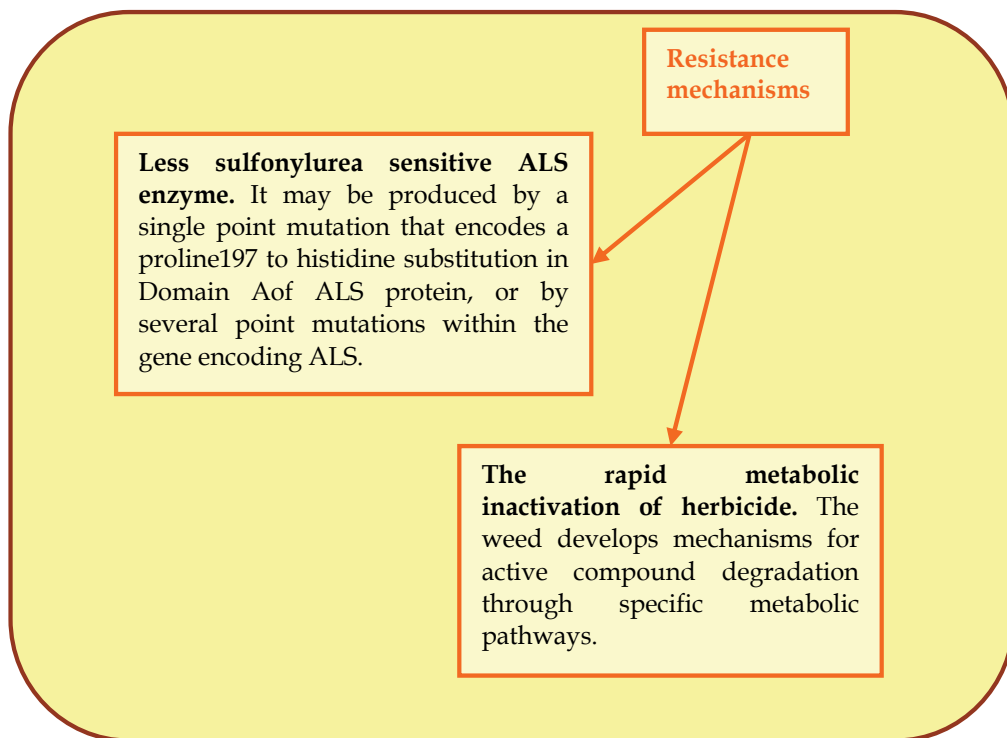 Resistance
mechanisms
Less sulfonylurea sensitive ALS
enzyme. It may be produced by a
single point mutation that encodes a
proline197 to histidine substitution in
Domain Aof ALS protein, or by
several point mutations within the
gene encoding ALS.
The rapid metabolic
inactivation of herbicide. The
weed develops mechanisms for
active compound degradation
through specific metabolic
pathways.